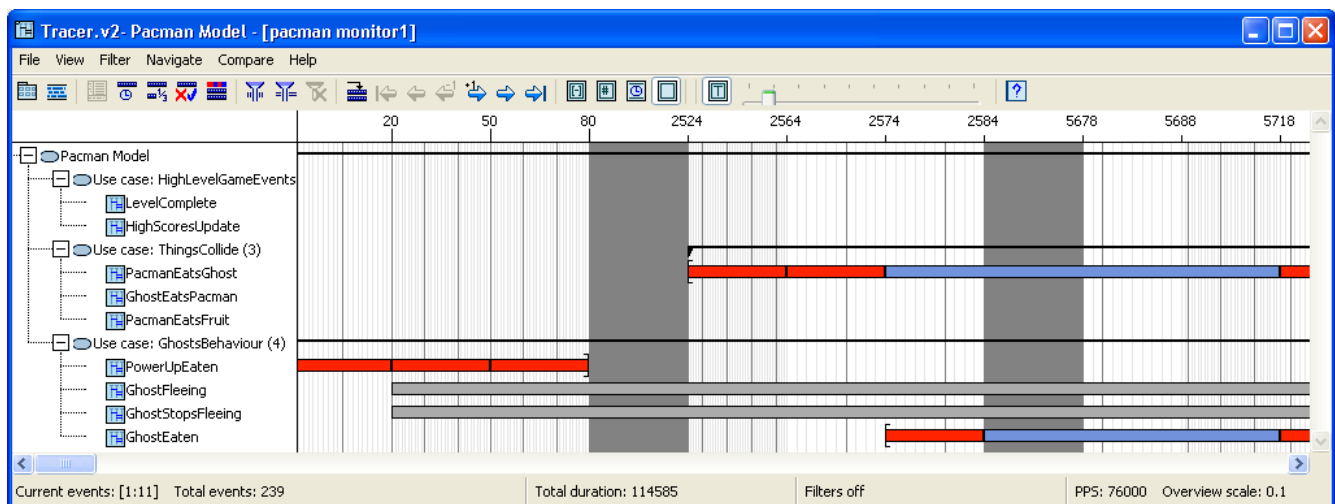 Tracer.v2- Pacman Model - [pacman monitor1]
File View Filter Navigate Compare Help
20 50 80 2524 2564 2574 2584 5678 5688 5718
Pacman Model
Use case: HighLevelGameEvents
LevelComplete
HighScoresUpdate
Use case: ThingsCollide (3)
PacmanEatsGhost
GhostEatsPacman
PacmanEatsFruit
Use case: GhostsBehaviour (4)
PowerUpEaten
GhostFleeing
GhostStopsFleeing
GhostEaten
Current events: [1:11] Total events: 239 Total duration: 114585 Filters off PPS: 76000 Overview scale: 0.1